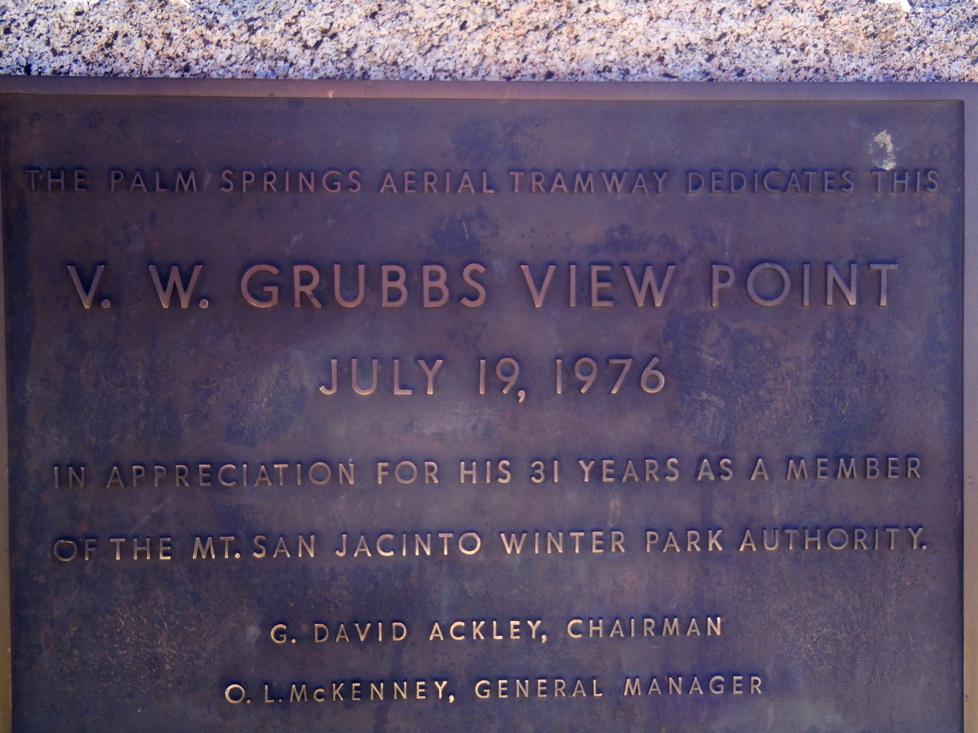 THE PALM SPRINGS AERIAL TRAMWAY DEDICATES THIS
V. W. GRUBBS VIEW POINT
JULY 19, 1976
IN APPRECIATION FOR HIS 31 YEARS AS A MEMBER
OF THE MT. SAN JACINTO WINTER PARK AUTHORITY.
G. DAVID ACKLEY, CHAIRMAN
O. L. McKENNEY, GENERAL MANAGER